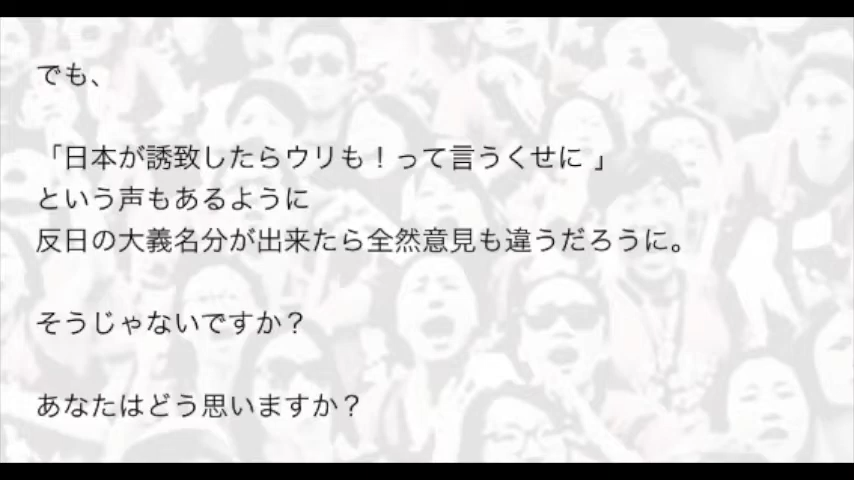 でも、
「日本が誘致したらウリも！って言うくせに 」
という声もあるように
反日の大義名分が出来たら全然意見も違うだろうに。
そうじゃないですか？
あなたはどう思いますか？